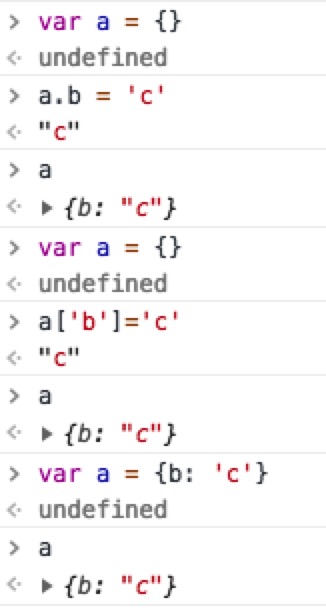 > var a = {}
<· undefined
> a.b = 'c'
<· "c"
> a
<· ▶ {b: "c"}
> var a = {}
<· undefined
> a['b']='c'
<· "c"
> a
<· ▶ {b: "c"}
> var a = {b: 'c'}
<· undefined
> a
<· ▶ {b: "c"}